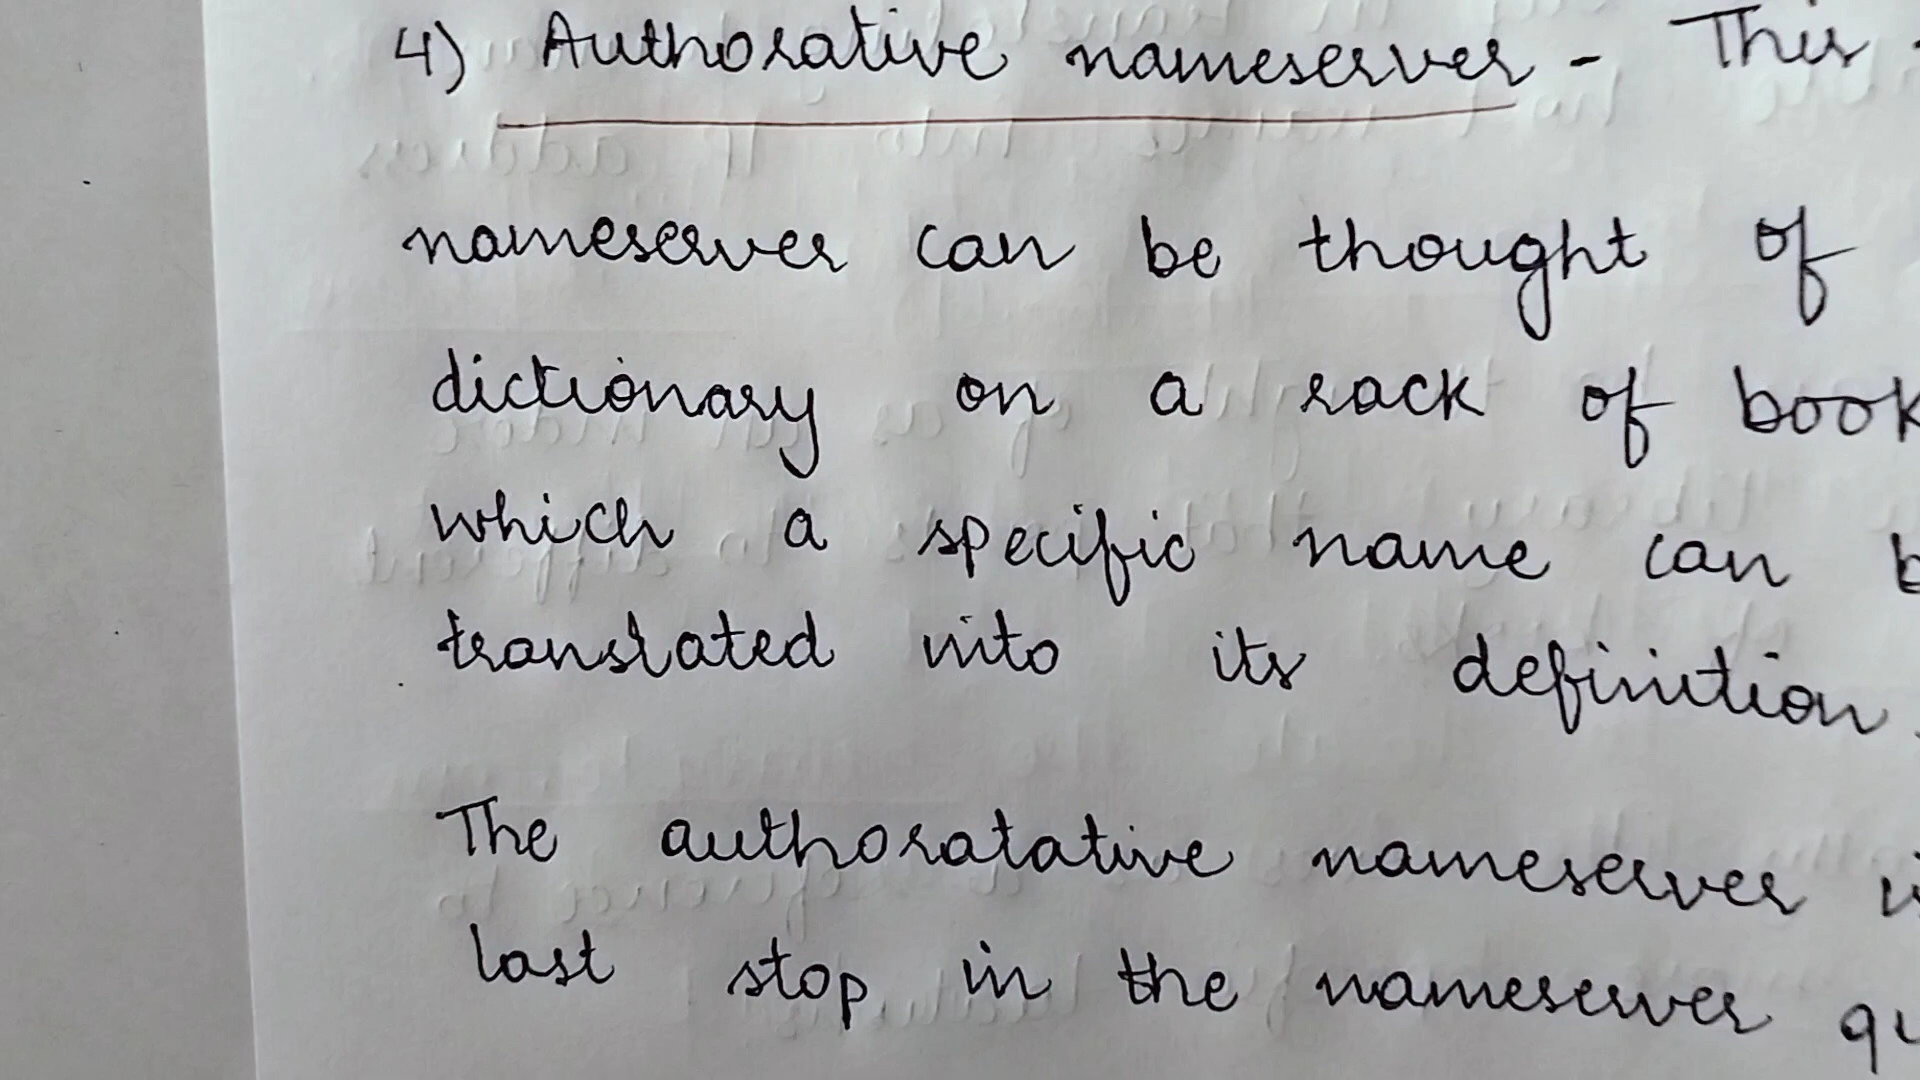 4) Authorative nameserver - This
nameserver can be thought of
dictionary on a rack of book
which a specific name can b
translated into its definition.
The authoratative nameserver i
last stop in the nameserver qu